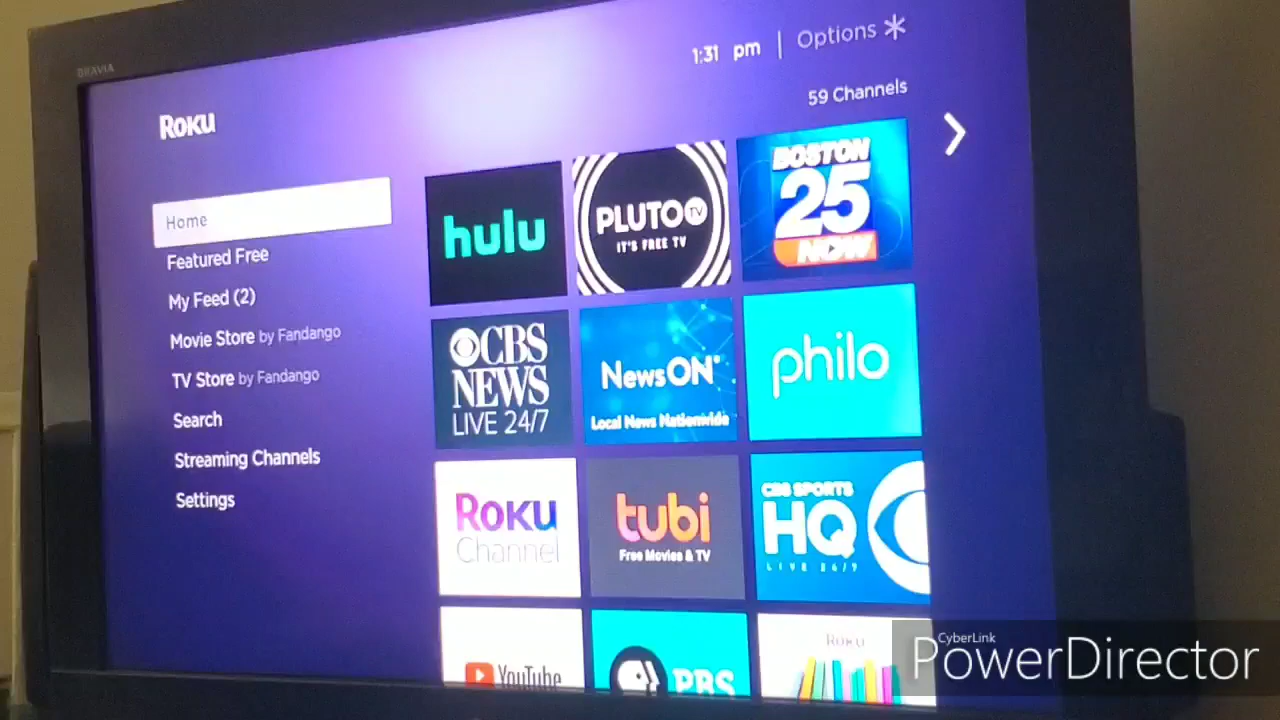 BRAVIA
1:31 pm | Options *
59 Channels
Roku
Home
Featured Free
My Feed (2)
Movie Store by Fandango
TV Store by Fandango
Search
Streaming Channels
Settings
hulu
PLUTO TV
IT'S FREE TV
BOSTON
25
NOW
CBS
NEWS
LIVE 24/7
NewsON
Local News Nationwide
philo
Roku
Channel
tubi
Free Movies & TV
CBS SPORTS
HQ
LIVE 24/7
YouTube
PBS
ROKU
CyberLink
PowerDirector